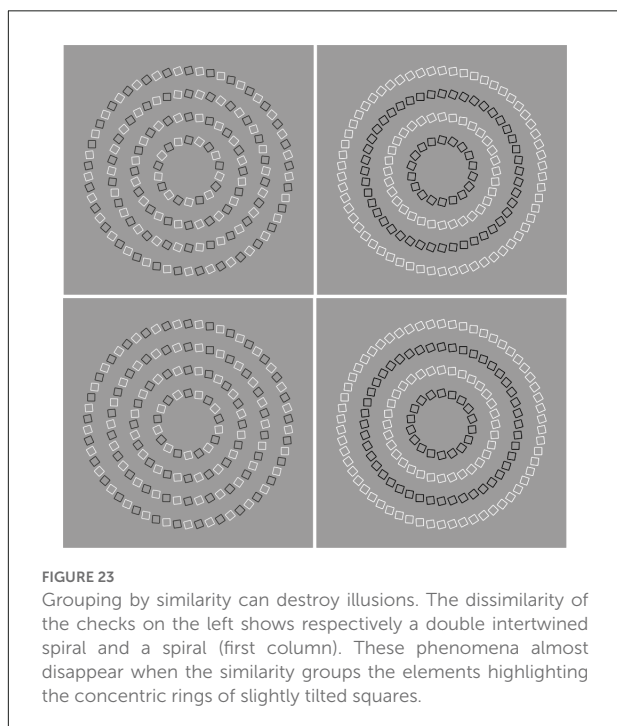 FIGURE 23
Grouping by similarity can destroy illusions. The dissimilarity of
the checks on the left shows respectively a double intertwined
spiral and a spiral (first column). These phenomena almost
disappear when the similarity groups the elements highlighting
the concentric rings of slightly tilted squares.